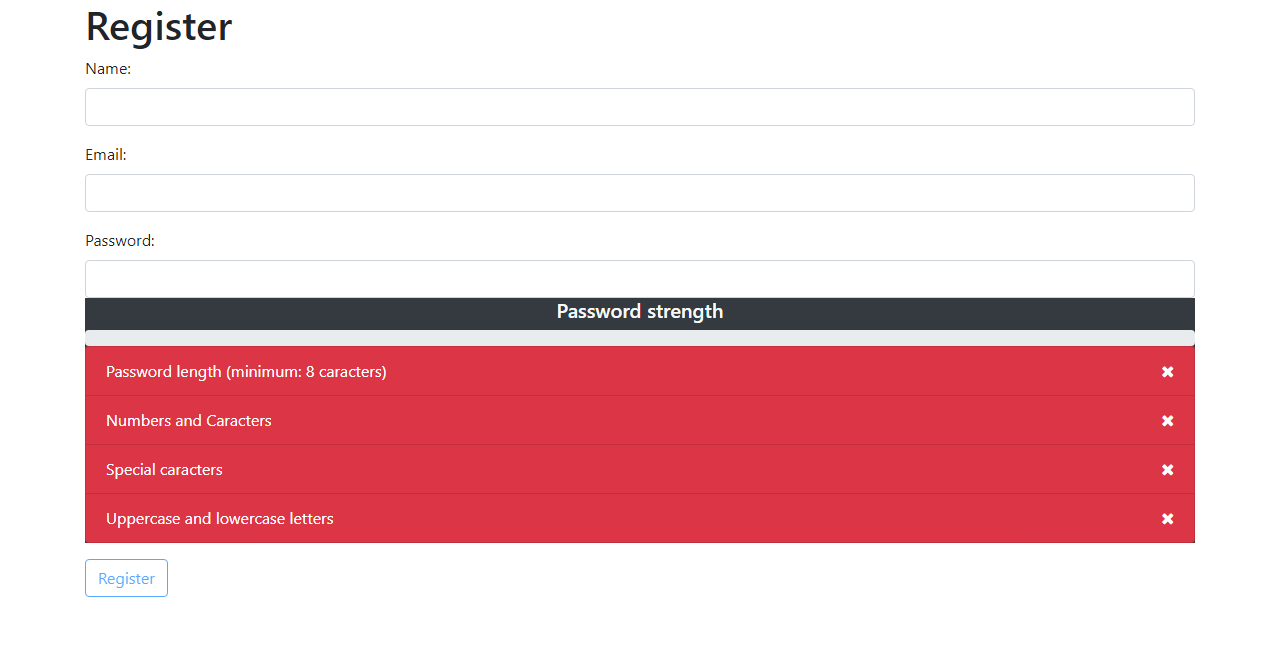 Register
Name:
Email:
Password:
Password strength
Password length (minimum: 8 caracters)
Numbers and Caracters
Special caracters
Uppercase and lowercase letters
Register